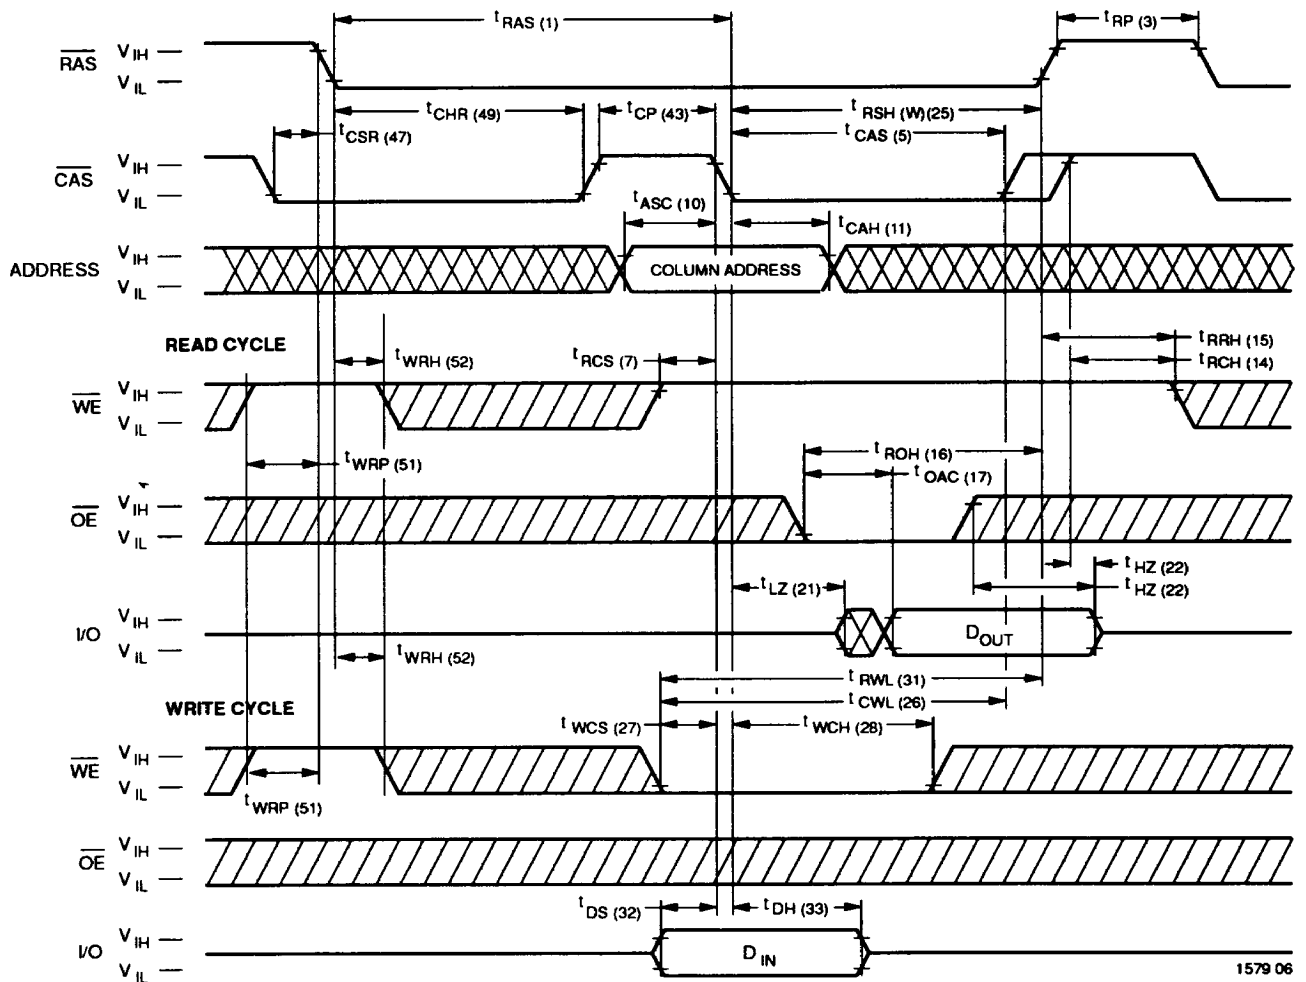 t RAS (1)
t RP (3)
RAS V IH
V IL
t CHR (49) t CP (43) t RSH (W)(25)
t CSR (47) t CAS (5)
CAS V IH
V IL
t ASC (10)
t CAH (11)
ADDRESS V IH
COLUMN ADDRESS
V IL
READ CYCLE
t WRH (52) t RCS (7) t RRH (15)
t RCH (14)
WE V IH
V IL
t WRP (51) t ROH (16)
t OAC (17)
OE V IH
V IL
t HZ (22)
t LZ (21) t HZ (22)
I/O V IH
D OUT
V IL
t WRH (52) t RWL (31)
t CWL (26)
WRITE CYCLE
t WCS (27) t WCH (28)
WE V IH
V IL
t WRP (51)
OE V IH
V IL
t DS (32) t DH (33)
I/O V IH
D IN
V IL
1579 06